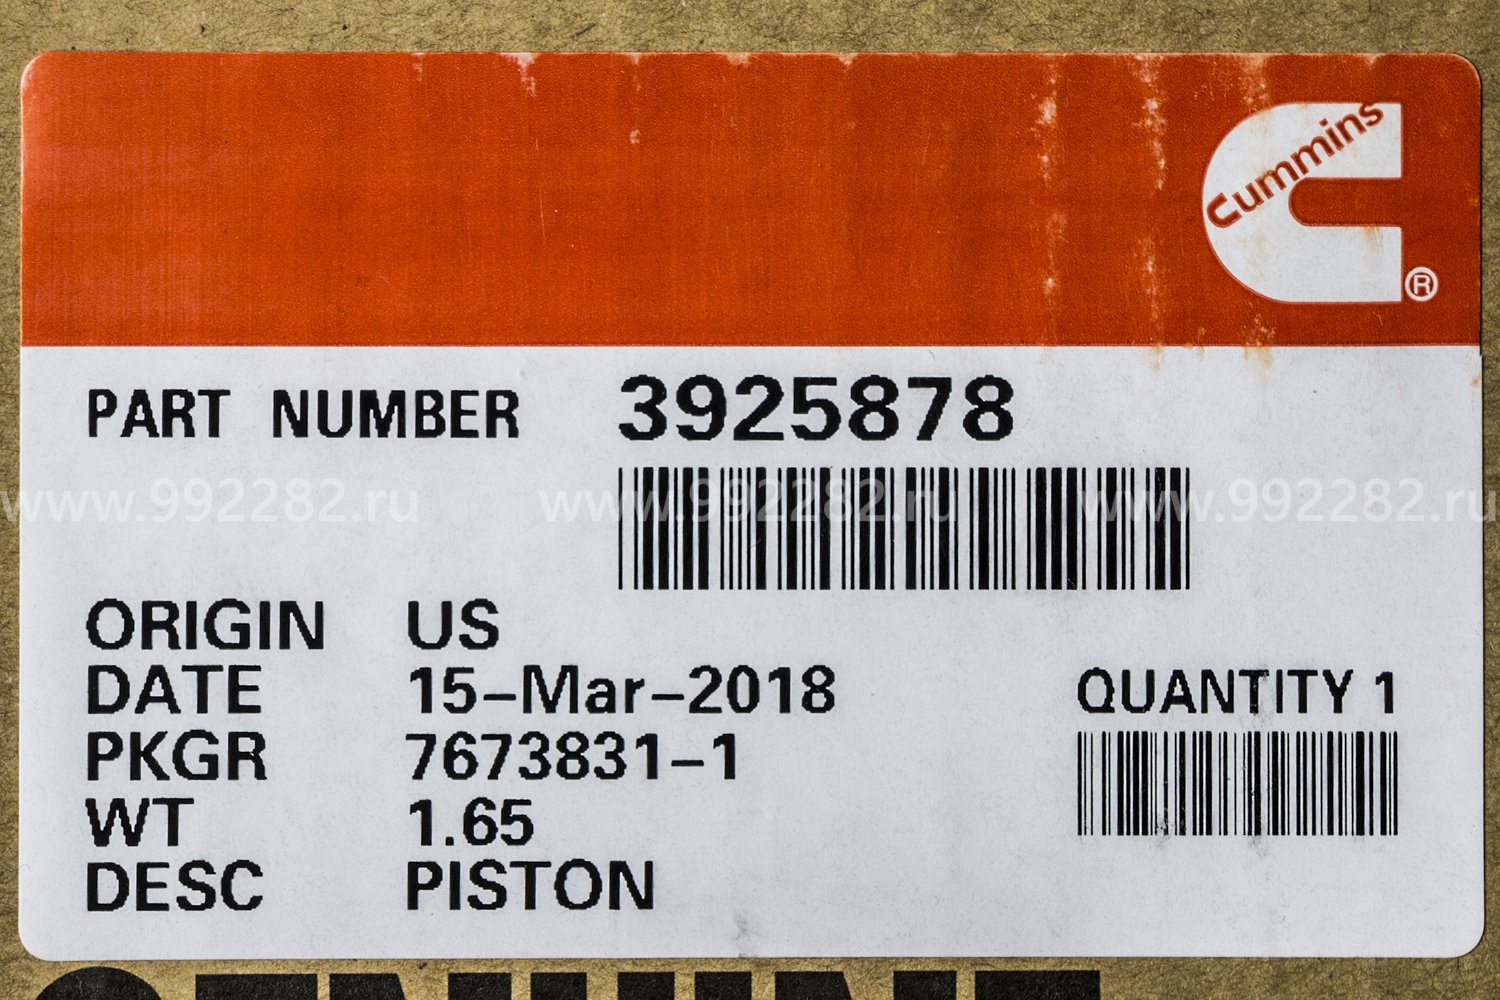 Cummins
®
PART NUMBER 3925878
www.992282.ru www.992282.ru www.992282.ru
ORIGIN US
DATE 15-Mar-2018
QUANTITY 1
PKGR 7673831-1
WT 1.65
DESC PISTON
GENUINE